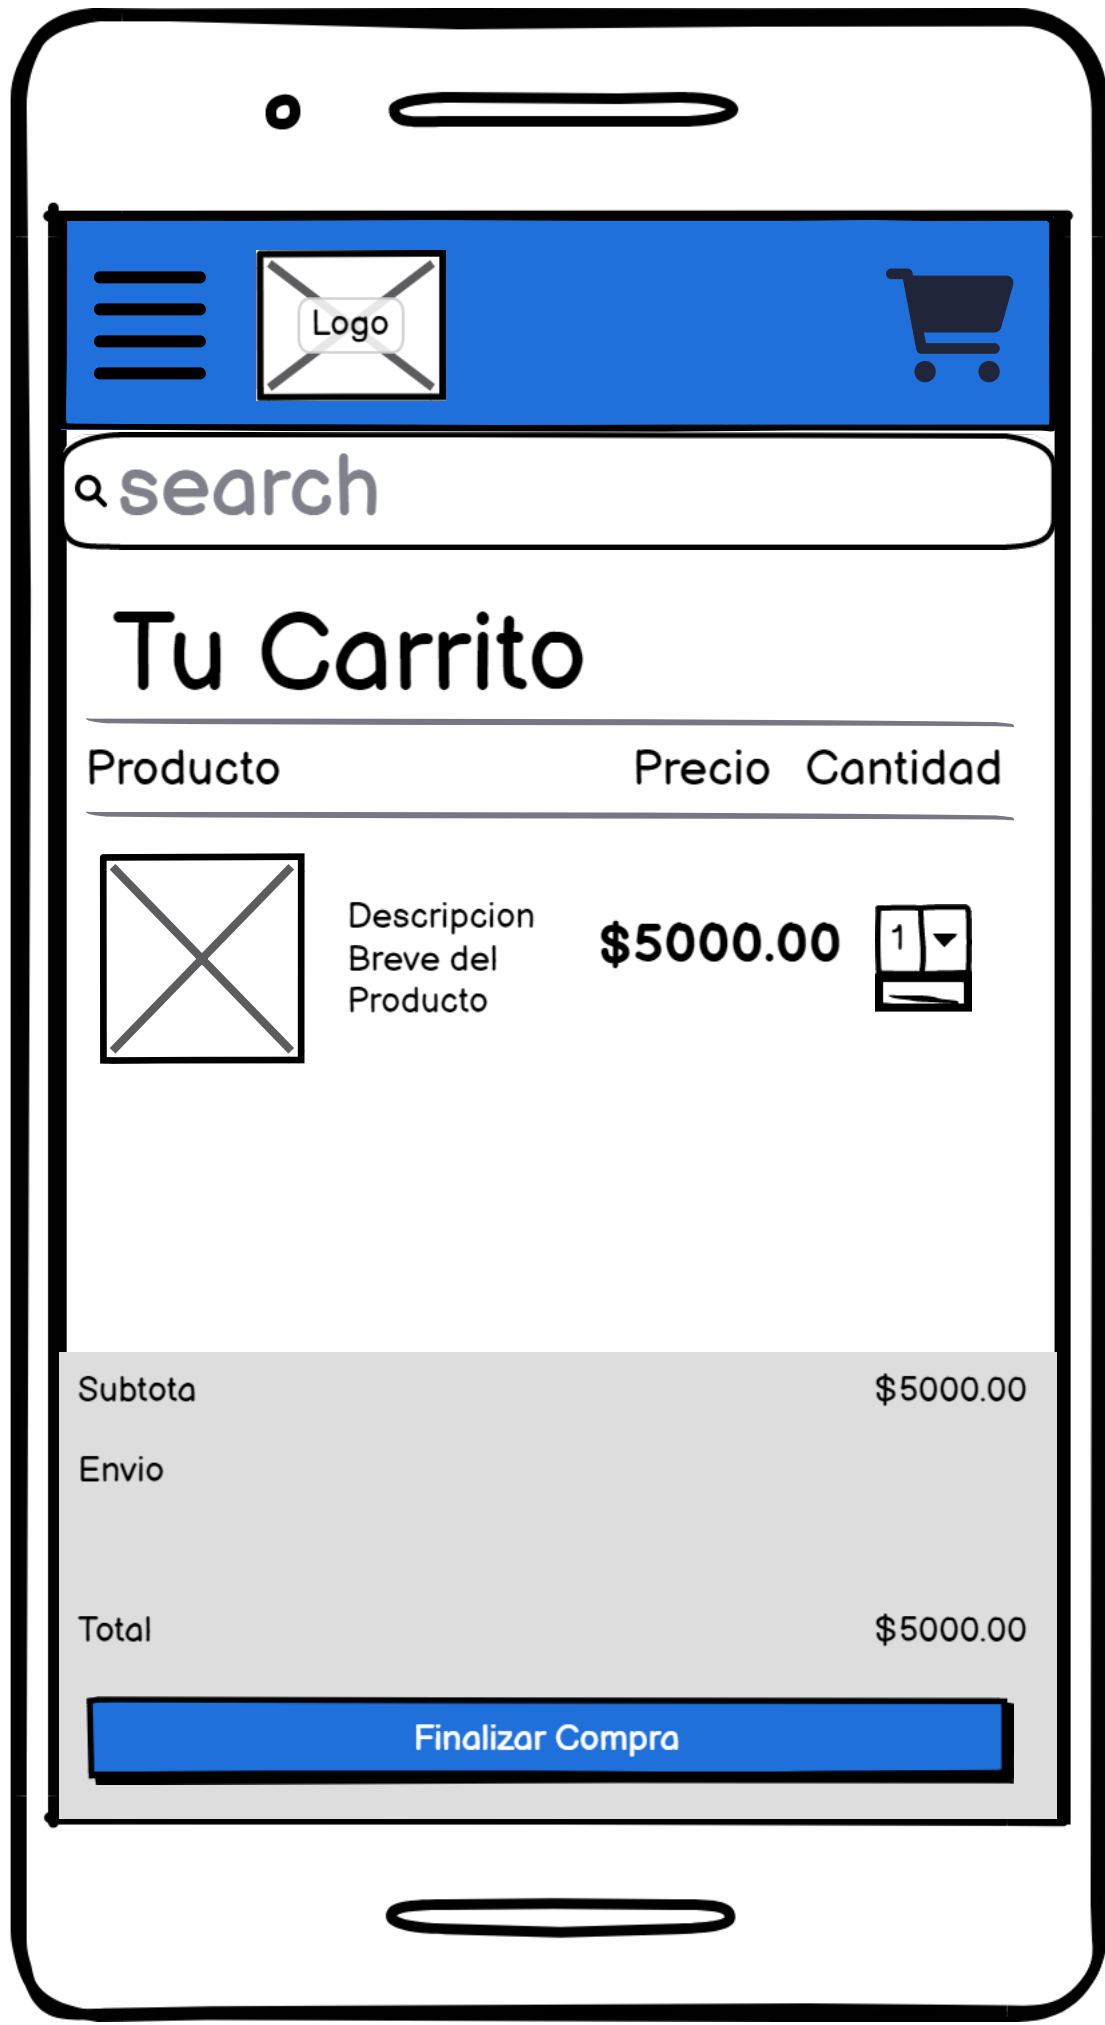 Logo
search
Tu Carrito
Producto Precio Cantidad
Descripcion
Breve del
Producto
$5000.00
1
Subtota $5000.00
Envio
Total $5000.00
Finalizar Compra